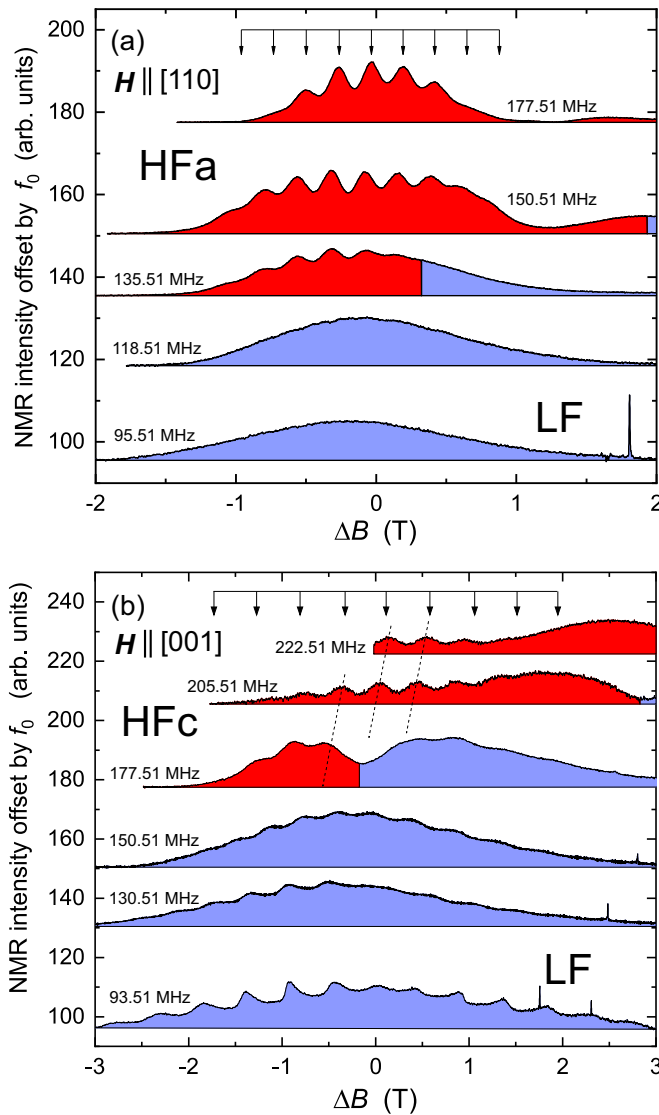 (a)
H || [110]
HFa
177.51 MHz
150.51 MHz
135.51 MHz
118.51 MHz
95.51 MHz
LF
200
180
160
140
120
100
NMR intensity offset by f0 (arb. units)
-2 -1 0 1 2
ΔB (T)
(b)
H || [001]
HFc
222.51 MHz
205.51 MHz
177.51 MHz
150.51 MHz
130.51 MHz
93.51 MHz
LF
240
220
200
180
160
140
120
100
NMR intensity offset by f0 (arb. units)
-3 -2 -1 0 1 2 3
ΔB (T)